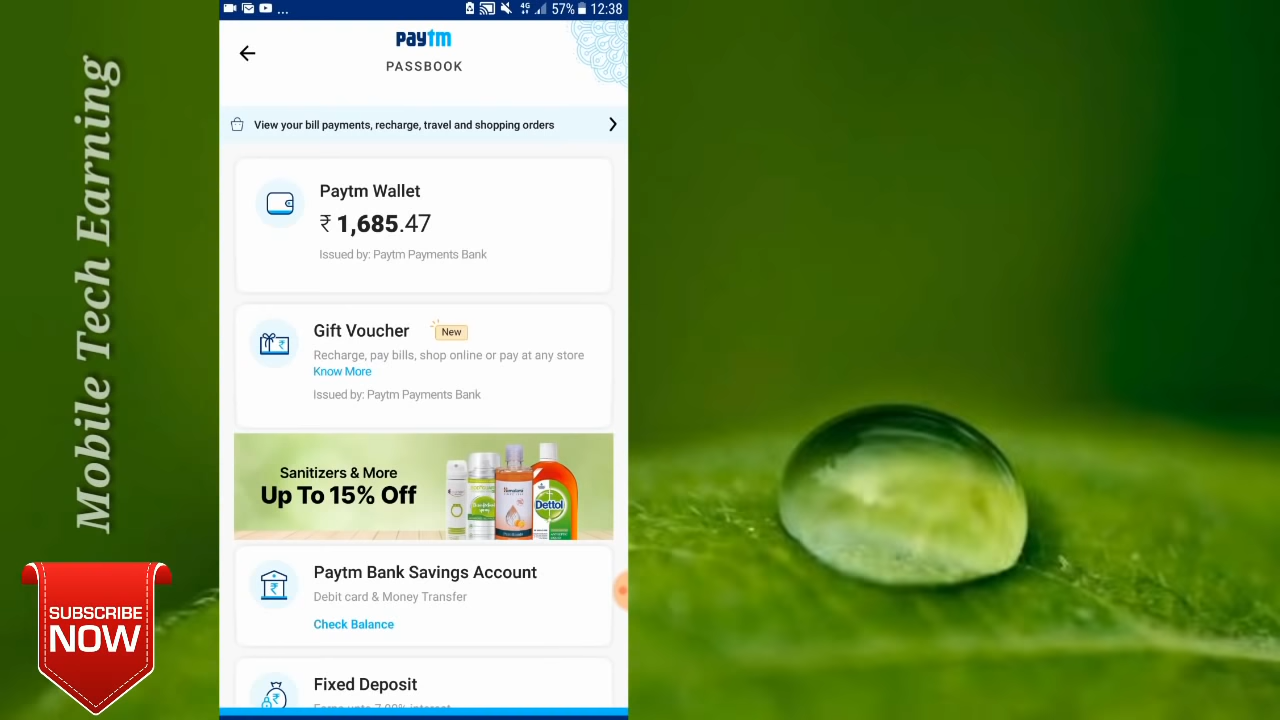 Mobile Tech Earning
...
4G
57%
12:38
paytm
PASSBOOK
View your bill payments, recharge, travel and shopping orders
Paytm Wallet
₹ 1,685.47
Issued by: Paytm Payments Bank
Gift Voucher
New
Recharge, pay bills, shop online or pay at any store
Know More
Issued by: Paytm Payments Bank
Sanitizers & More
Up To 15% Off
Himalaya
Dettol
Paytm Bank Savings Account
Debit card & Money Transfer
Check Balance
Fixed Deposit
SUBSCRIBE
NOW